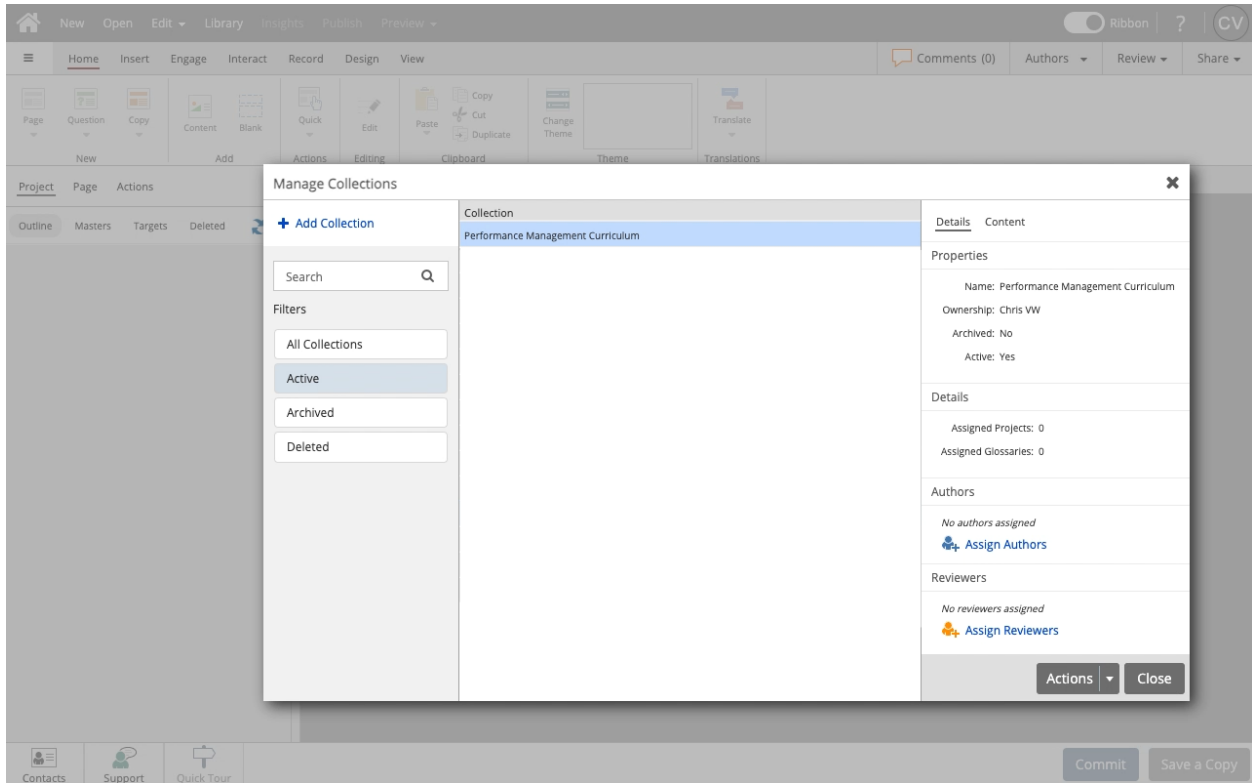 New Open Edit Library Insights Publish Preview Ribbon ? CV
Home Insert Engage Interact Record Design View Comments (0) Authors Review Share
Page Question Copy Content Blank Quick Edit Paste Copy Cut Duplicate Change Theme Translate
New Add Actions Editing Clipboard Theme Translations
Project Page Actions
Outline Masters Targets Deleted
Manage Collections
Add Collection
Search
Filters
All Collections
Active
Archived
Deleted
Collection
Performance Management Curriculum
Details Content
Properties
Name: Performance Management Curriculum
Ownership: Chris VW
Archived: No
Active: Yes
Details
Assigned Projects: 0
Assigned Glossaries: 0
Authors
No authors assigned
Assign Authors
Reviewers
No reviewers assigned
Assign Reviewers
Actions Close
Contacts Support Quick Tour Commit Save a Copy